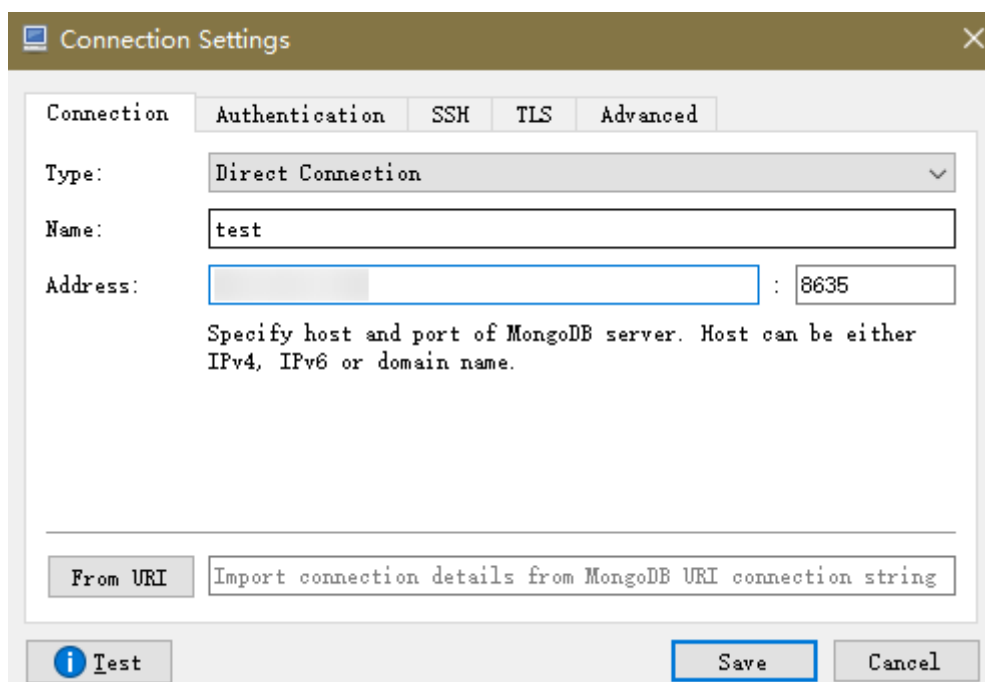 Connection Settings
Connection Authentication SSH TLS Advanced
Type: Direct Connection
Name: test
Address: : 8635
Specify host and port of MongoDB server. Host can be either
IPv4, IPv6 or domain name.
From URI Import connection details from MongoDB URI connection string
Test Save Cancel